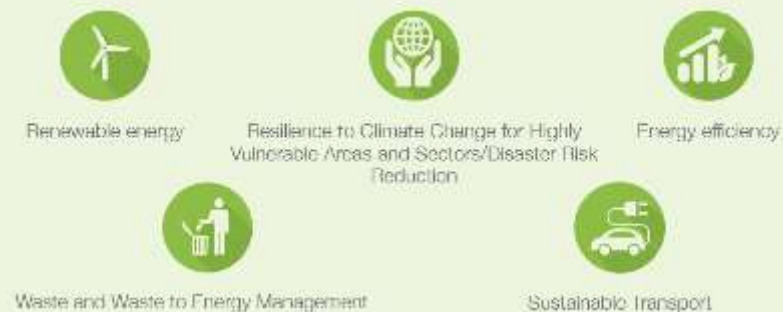 Renewable energy
Resilience to Climate Change for Highly
Vulnerable Areas and Sectors/Disaster Risk
Reduction
Energy efficiency
Waste and Waste to Energy Management
Sustainable Transport